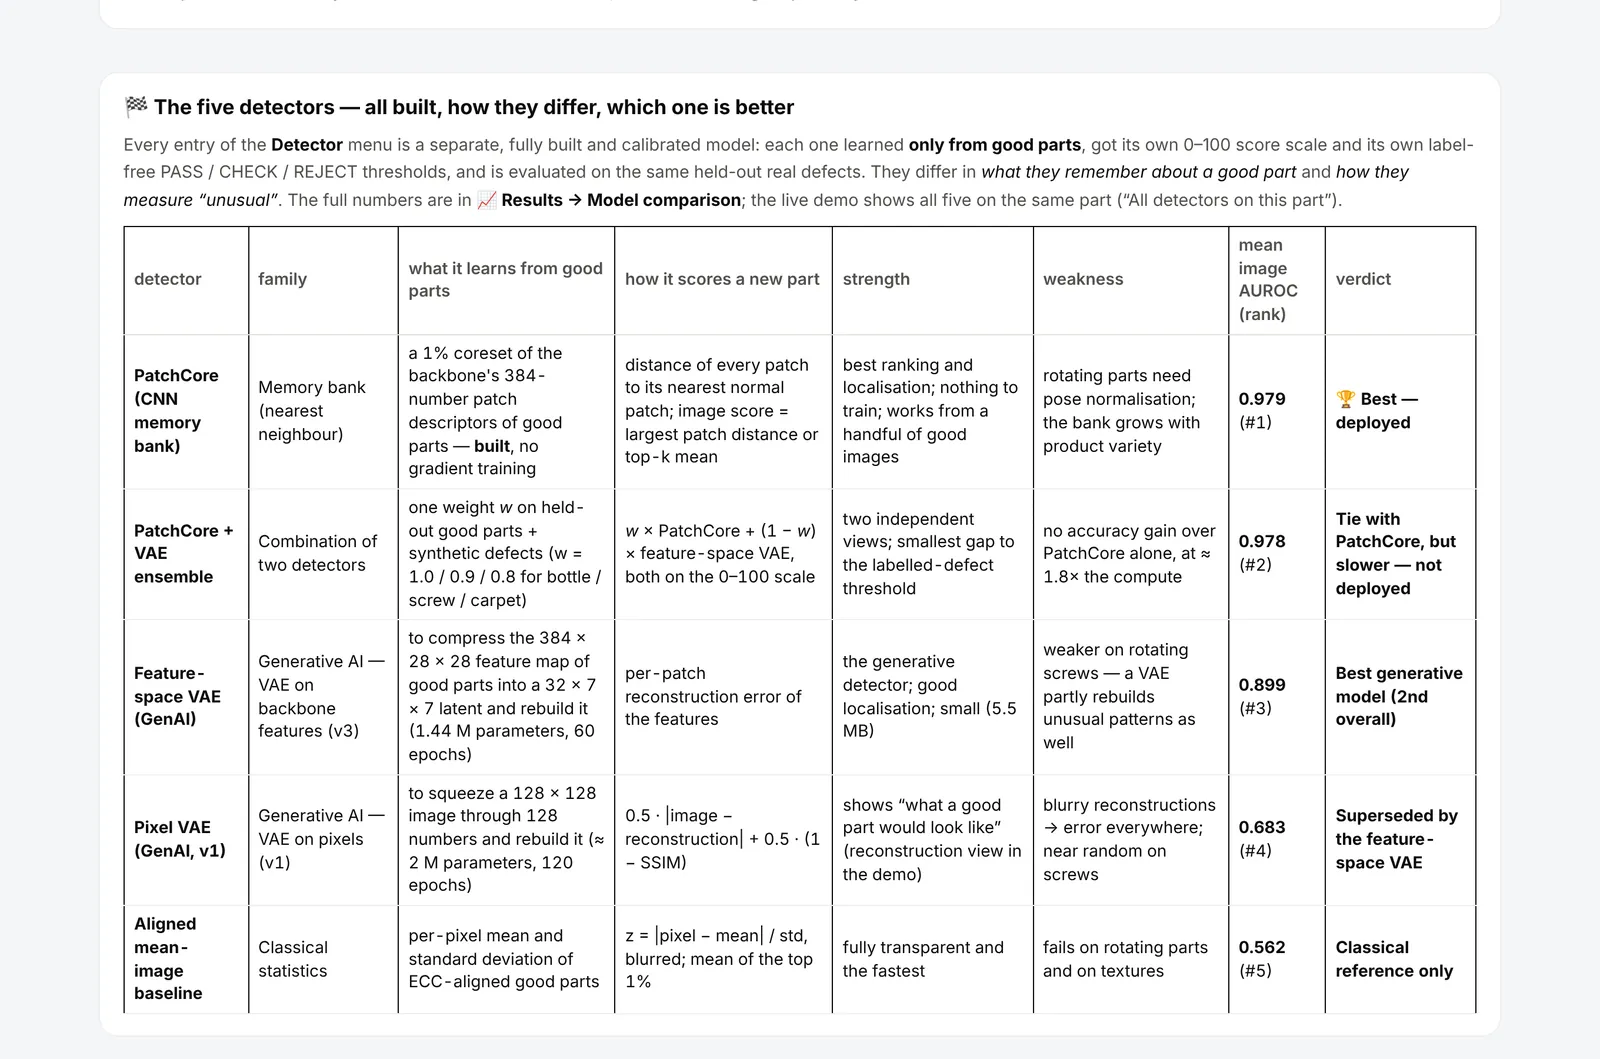 🏁 The five detectors — all built, how they differ, which one is better
Every entry of the Detector menu is a separate, fully built and calibrated model: each one learned only from good parts, got its own 0–100 score scale and its own label-
free PASS / CHECK / REJECT thresholds, and is evaluated on the same held-out real defects. They differ in what they remember about a good part and how they
measure “unusual”. The full numbers are in 📈 Results → Model comparison; the live demo shows all five on the same part (“All detectors on this part”).
detector
family
what it learns from good
parts
how it scores a new part
strength
weakness
mean
image
AUROC
(rank)
verdict
PatchCore
(CNN
memory
bank)
Memory bank
(nearest
neighbour)
a 1% coreset of the
backbone's 384-
number patch
descriptors of good
parts — built, no
gradient training
distance of every patch
to its nearest normal
patch; image score =
largest patch distance or
top-k mean
best ranking and
localisation; nothing to
train; works from a
handful of good
images
rotating parts need
pose normalisation;
the bank grows with
product variety
0.979
(#1)
🏆 Best —
deployed
PatchCore +
VAE
ensemble
Combination of
two detectors
one weight w on held-
out good parts +
synthetic defects (w =
1.0 / 0.9 / 0.8 for bottle /
screw / carpet)
w × PatchCore + (1 − w)
× feature-space VAE,
both on the 0–100 scale
two independent
views; smallest gap to
the labelled-defect
threshold
no accuracy gain over
PatchCore alone, at ≈
1.8× the compute
0.978
(#2)
Tie with
PatchCore, but
slower — not
deployed
Feature-
space VAE
(GenAI)
Generative AI —
VAE on
backbone
features (v3)
to compress the 384 ×
28 × 28 feature map of
good parts into a 32 × 7
× 7 latent and rebuild it
(1.44 M parameters, 60
epochs)
per-patch
reconstruction error of
the features
the generative
detector; good
localisation; small (5.5
MB)
weaker on rotating
screws — a VAE
partly rebuilds
unusual patterns as
well
0.899
(#3)
Best generative
model (2nd
overall)
Pixel VAE
(GenAI, v1)
Generative AI —
VAE on pixels
(v1)
to squeeze a 128 × 128
image through 128
numbers and rebuild it (≈
2 M parameters, 120
epochs)
0.5 · |image −
reconstruction| + 0.5 · (1
− SSIM)
shows “what a good
part would look like”
(reconstruction view in
the demo)
blurry reconstructions
→ error everywhere;
near random on
screws
0.683
(#4)
Superseded by
the feature-
space VAE
Aligned
mean-
image
baseline
Classical
statistics
per-pixel mean and
standard deviation of
ECC-aligned good parts
z = |pixel − mean| / std,
blurred; mean of the top
1%
fully transparent and
the fastest
fails on rotating parts
and on textures
0.562
(#5)
Classical
reference only